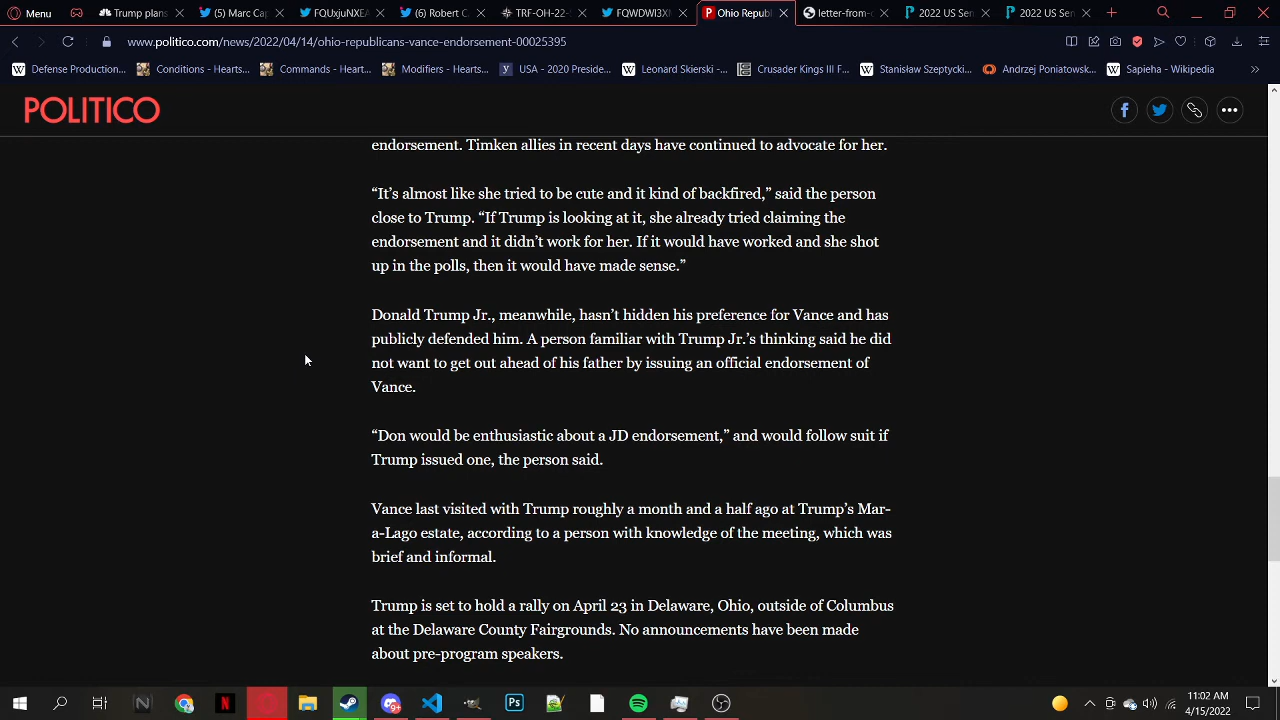 Menu
Trump plans
(5) Marc Cap
FQUxjuNXEA
(6) Robert C
TRF-OH-22-
FQWDWI3XN
Ohio Republ
letter-from-c
2022 US Sen
2022 US Sen
www.politico.com/news/2022/04/14/ohio-republicans-vance-endorsement-00025395
Defense Production...
Conditions - Hearts...
Commands - Heart...
Modifiers - Hearts...
USA - 2020 Preside...
Leonard Skierski -...
Crusader Kings III F...
Stanisław Szeptycki...
Andrzej Poniatowsk...
Sapieha - Wikipedia
POLITICO
endorsement. Timken allies in recent days have continued to advocate for her.
“It’s almost like she tried to be cute and it kind of backfired,” said the person
close to Trump. “If Trump is looking at it, she already tried claiming the
endorsement and it didn’t work for her. If it would have worked and she shot
up in the polls, then it would have made sense.”
Donald Trump Jr., meanwhile, hasn’t hidden his preference for Vance and has
publicly defended him. A person familiar with Trump Jr.’s thinking said he did
not want to get out ahead of his father by issuing an official endorsement of
Vance.
“Don would be enthusiastic about a JD endorsement,” and would follow suit if
Trump issued one, the person said.
Vance last visited with Trump roughly a month and a half ago at Trump’s Mar-
a-Lago estate, according to a person with knowledge of the meeting, which was
brief and informal.
Trump is set to hold a rally on April 23 in Delaware, Ohio, outside of Columbus
at the Delaware County Fairgrounds. No announcements have been made
about pre-program speakers.
11:02 AM
4/15/2022